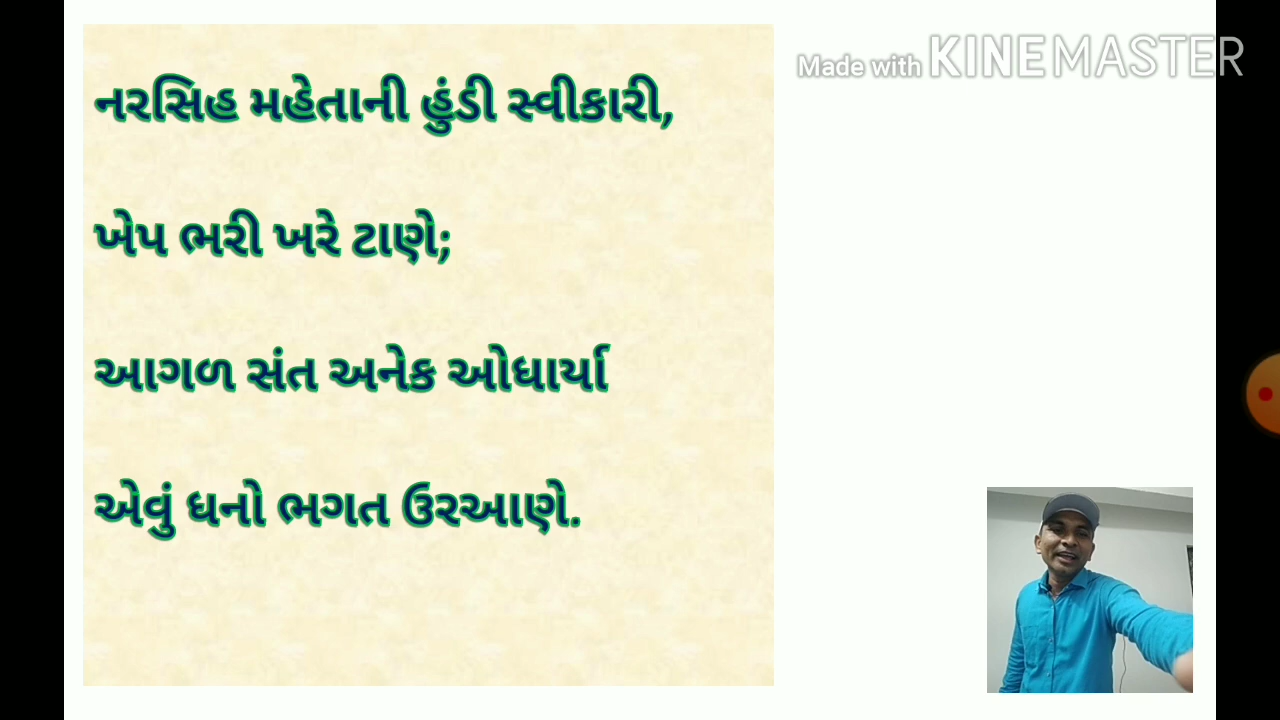 Made with KINEMASTER
નરસિહ મહેતાની હુંડી સ્વીકારી,
ખેપ ભરી ખરે ટાણે;
આગળ સંત અનેક ઓધાર્યા
એવું ધનો ભગત ઉરઆણે.